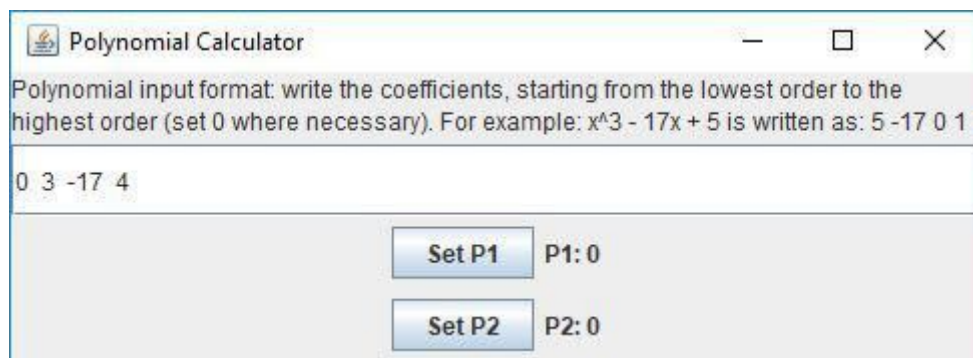 Polynomial Calculator
Polynomial input format: write the coefficients, starting from the lowest order to the
highest order (set 0 where necessary). For example: x^3 - 17x + 5 is written as: 5 -17 0 1
0 3 -17 4
Set P1 P1: 0
Set P2 P2: 0